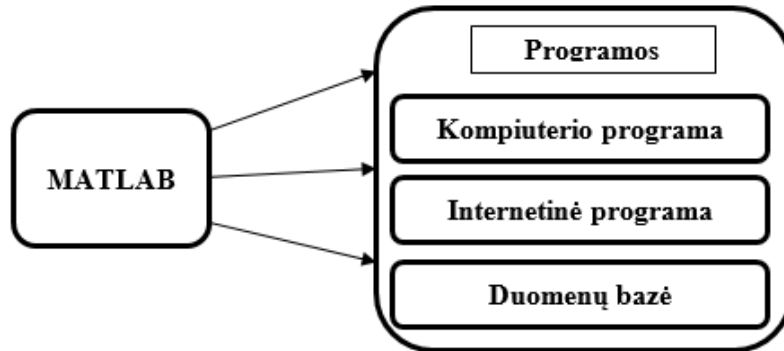 MATLAB
Programos
Kompiuterio programa
Internetinė programa
Duomenų bazė